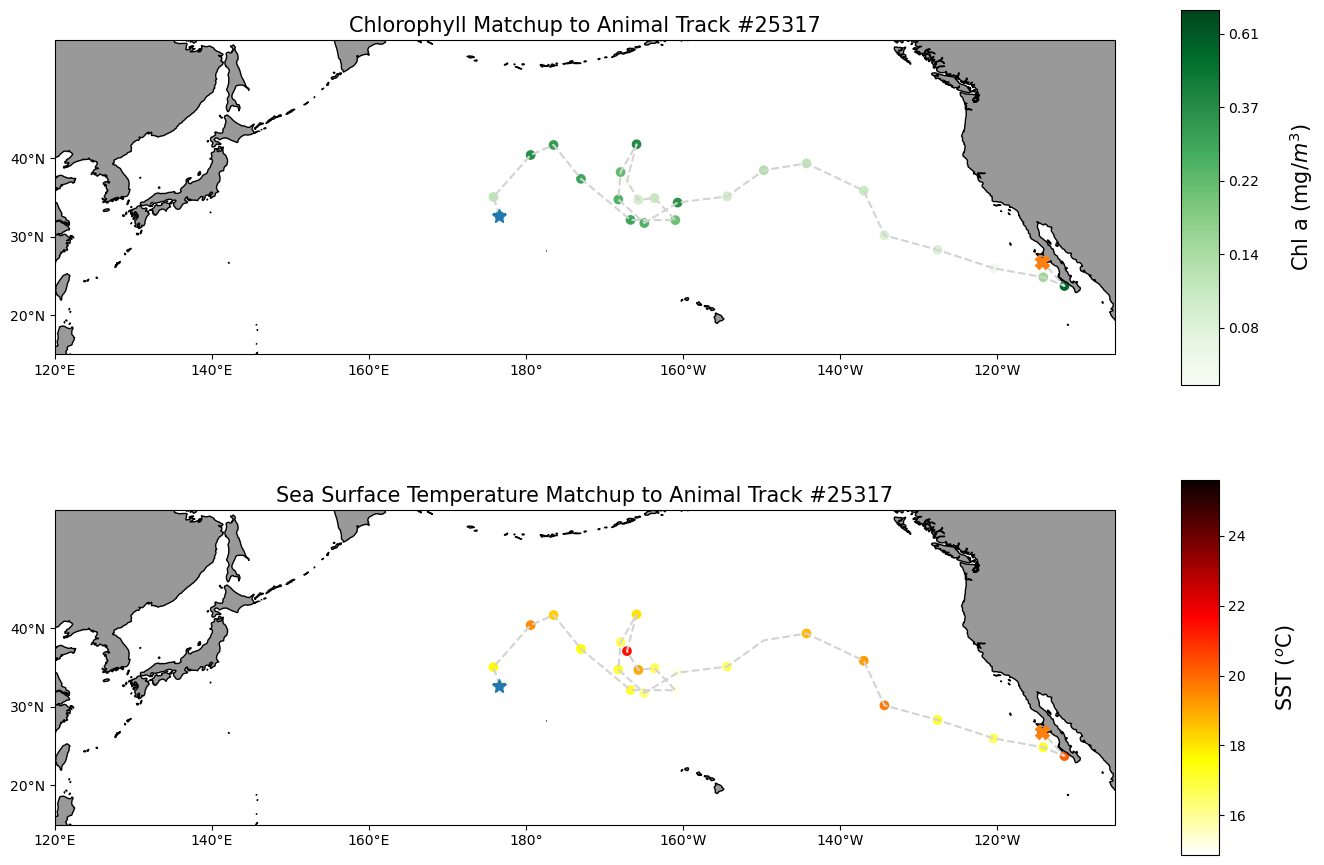 Chlorophyll Matchup to Animal Track #25317
40°N
30°N
20°N
120°E 140°E 160°E 180° 160°W 140°W 120°W
0.61
0.37
0.22
0.14
0.08
Chl a (mg/m³)
Sea Surface Temperature Matchup to Animal Track #25317
40°N
30°N
20°N
120°E 140°E 160°E 180° 160°W 140°W 120°W
24
22
20
18
16
SST (°C)